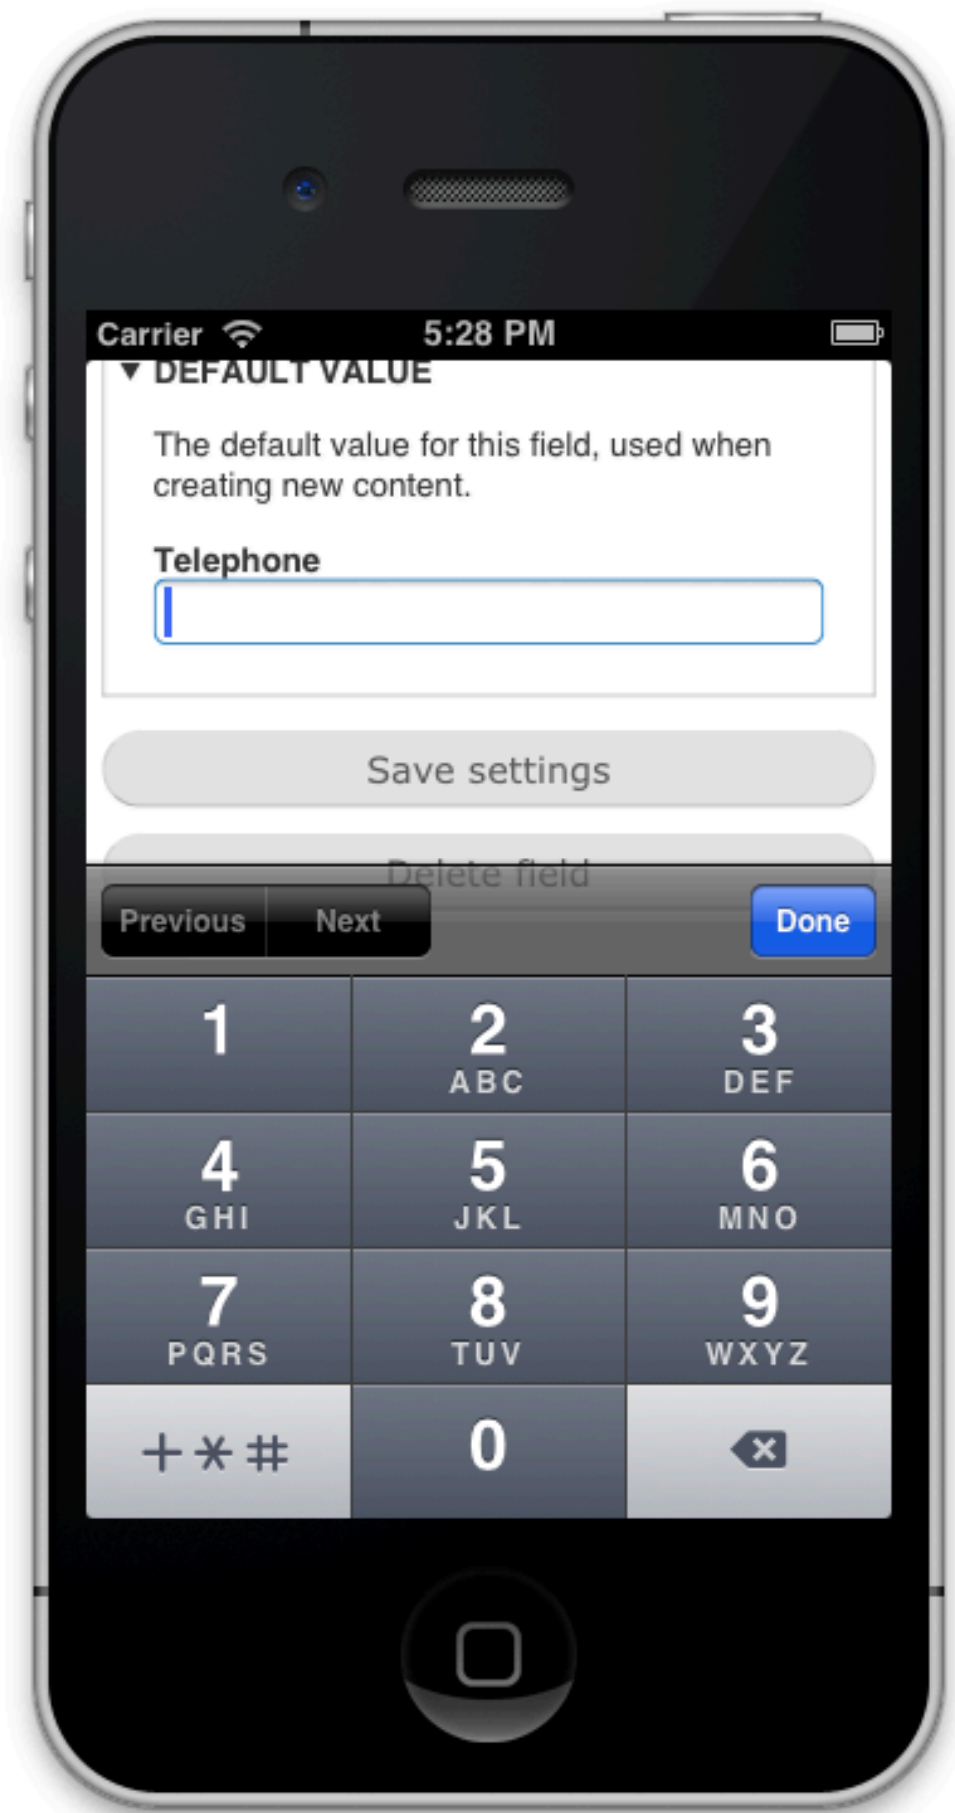 Carrier 5:28 PM
▼ DEFAULT VALUE
The default value for this field, used when
creating new content.
Telephone
Save settings
Delete field
Previous Next Done
1 2 3
ABC DEF
4 5 6
GHI JKL MNO
7 8 9
PQRS TUV WXYZ
+*# 0